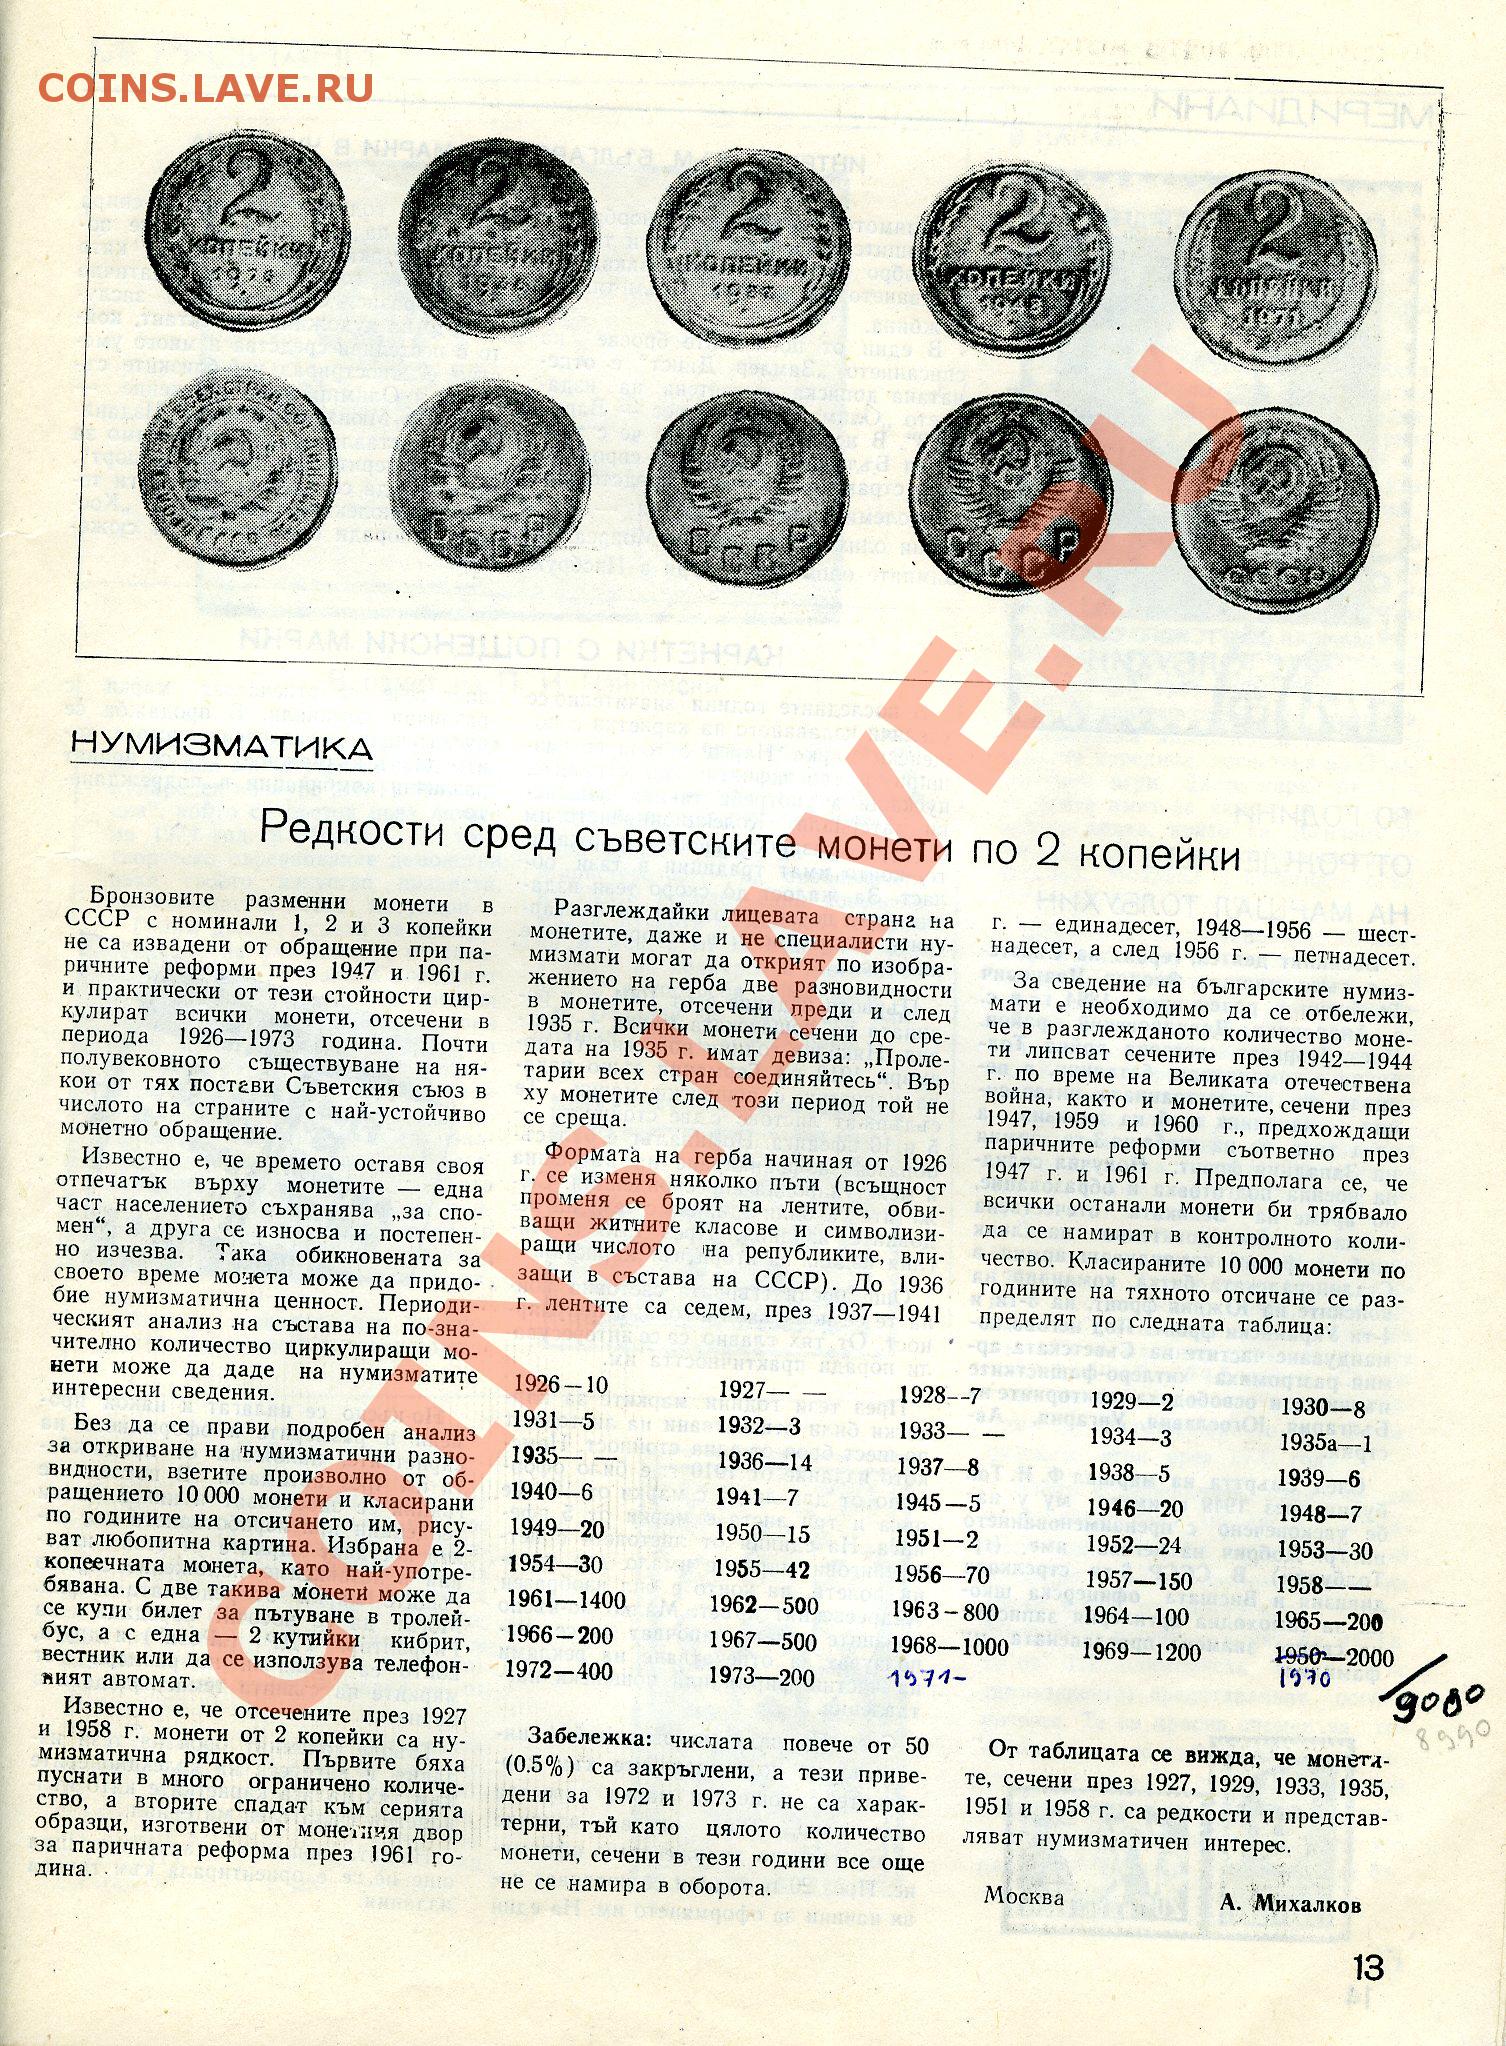 COINS.LAVE.RU
2
КОПЕЙКИ
2
КОПЕЙКИ
2
КОПЕЙКИ
2
КОПЕЙКИ
2
КОПЕЙКИ
1971
СССР
СССР
СССР
СССР
СССР
НУМИЗМАТИКА
Редкости сред съветските монети по 2 копейки
Бронзовите разменни монети в
СССР с номинали 1, 2 и 3 копейки
не са извадени от обращение при па-
ричните реформи през 1947 и 1961 г.
и практически от тези стойности цир-
кулират всички монети, отсечени в
периода 1926—1973 година. Почти
полувековното съществуване на ня-
кои от тях постави Съветския съюз в
числото на страните с най-устойчиво
монетно обращение.
Известно е, че времето оставя своя
отпечатък върху монетите — една
част населението съхранява „за спо-
мен“, а друга се износва и постепен-
но изчезва. Така обикновената за
своето време монета може да придо-
бие нумизматична ценност. Периоди-
ческият анализ на състава на по-зна-
чително количество циркулиращи мо-
нети може да даде на нумизматите
интересни сведения.
Без да се прави подробен анализ
за откриване на нумизматични разно-
видности, взетите произволно от об-
ращението 10 000 монети и класирани
по годините на отсичането им, рису-
ват любопитна картина. Избрана е 2-
копеечната монета, като най-употре-
бявана. С две такива монети може да
се купи билет за пътуване в тролей-
бус, а с една — 2 кутийки кибрит,
вестник или да се използува телефон-
ният автомат.
Известно е, че отсечените през 1927
и 1958 г. монети от 2 копейки са ну-
мизматична рядкост. Първите бяха
пуснати в много ограничено количе-
ство, а вторите спадат към серията
образци, изготвени от монетния двор
за паричната реформа през 1961 го-
дина.
Разглеждайки лицевата страна на
монетите, даже и не специалисти ну-
мизмати могат да открият по изобра-
жението на герба две разновидности
в монетите, отсечени преди и след
1935 г. Всички монети сечени до сре-
дата на 1935 г. имат девиза: „Проле-
тарии всех стран соединяйтесь“. Вър
ху монетите след този период той не
се среща.
Формата на герба начиная от 1926
г. се изменя няколко пъти (всъщност
променя се броят на лентите, обви-
ващи житните класове и символизи-
ращи числото на републиките, вли-
защи в състава на СССР). До 1936
г. лентите са седем, през 1937—1941
г. — единадесет, 1948—1956 — шест-
надесет, а след 1956 г. — петнадесет.
За сведение на българските нумиз-
мати е необходимо да се отбележи,
че в разглежданото количество моне-
ти липсват сечените през 1942—1944
г. по време на Великата отечествена
война, както и монетите, сечени през
1947, 1959 и 1960 г., предхождащи
паричните реформи съответно през
1947 г. и 1961 г. Предполага се, че
всички останали монети би трябвало
да се намират в контролното коли-
чество. Класираните 10 000 монети по
годините на тяхното отсичане се раз-
пределят по следната таблица:
1926—10 1927— — 1928--7 1929—2 1930—8
1931—5 1932—3 1933— — 1934—3 1935а—1
1935— — 1936—14 1937—8 1938—5 1939—6
1940—6 1941—7 1945—5 1946—20 1948—7
1949—20 1950—15 1951—2 1952—24 1953—30
1954—30 1955—42 1956—70 1957—150 1958——
1961—1400 1962—500 1963-800 1964—100 1965—200
1966—200 1967—500 1968—1000 1969—1200 1950—2000
1972—400 1973—200 1971- 1970
9080
8990
Забележка: числата повече от 50
(0.5%) са закръглени, а тези приве-
дени за 1972 и 1973 г. не са харак-
терни, тъй като цялото количество
монети, сечени в тези години все още
не се намира в оборота.
От таблицата се вижда, че монети-
те, сечени през 1927, 1929, 1933, 1935,
1951 и 1958 г. са редкости и представ-
ляват нумизматичен интерес.
Москва А. Михалков
13
COINS.LAVE.RU